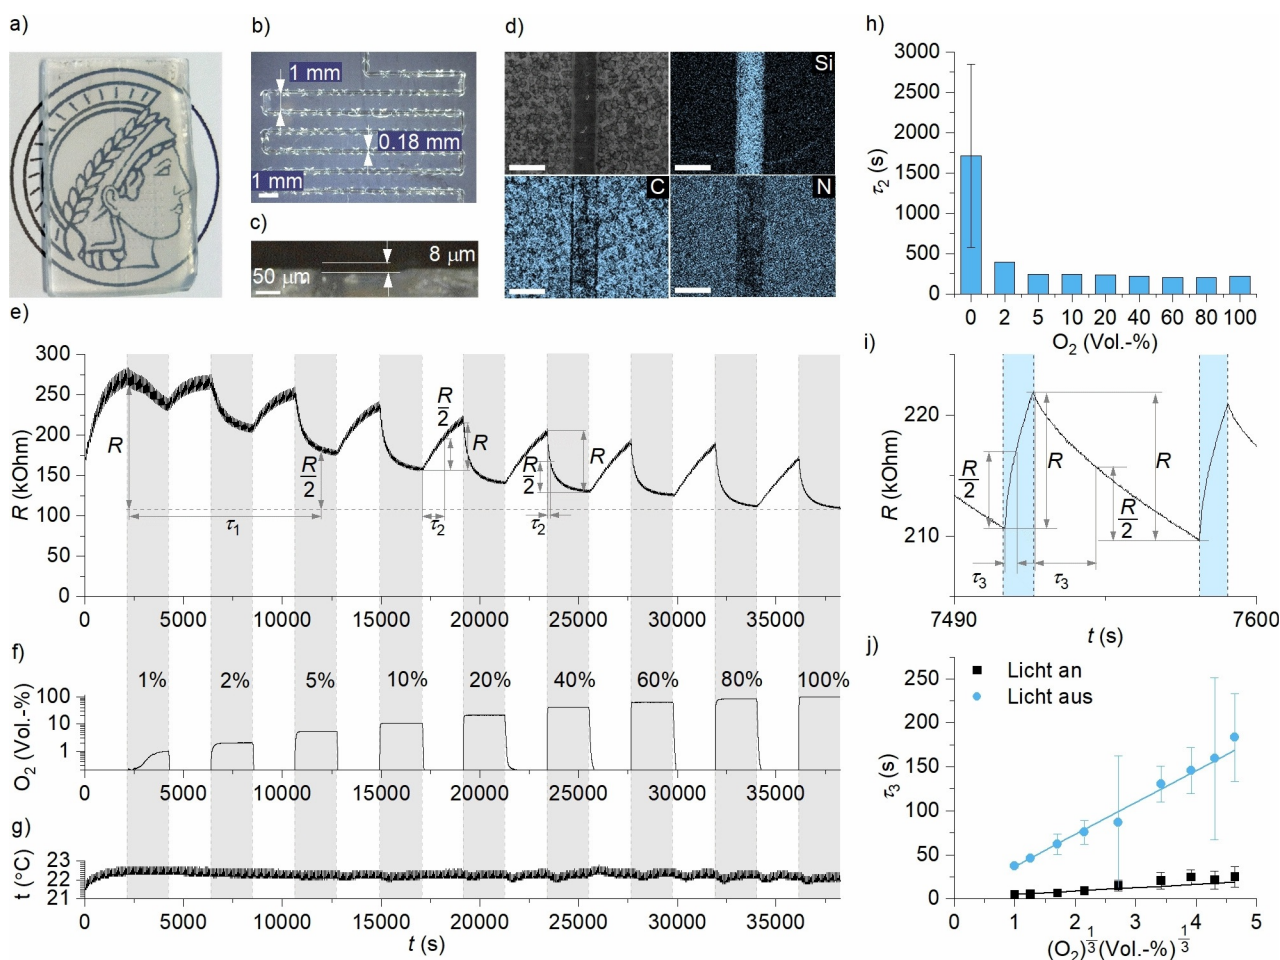 a)
b)
1 mm
0.18 mm
1 mm
c)
8 µm
50 µm
d)
Si
C
N
e)
R (kOhm)
300
250
200
150
100
50
0
R
R/2
τ1
R/2
R
τ2
R/2
R
τ2
0 5000 10000 15000 20000 25000 30000 35000
f)
O2 (Vol.-%)
100
10
1
1% 2% 5% 10% 20% 40% 60% 80% 100%
0 5000 10000 15000 20000 25000 30000 35000
g)
t (°C)
23
22
21
0 5000 10000 15000 20000 25000 30000 35000
t (s)
h)
τ2 (s)
3000
2500
2000
1500
1000
500
0
0 2 5 10 20 40 60 80 100
O2 (Vol.-%)
i)
R (kOhm)
220
210
R/2
R
R
R/2
τ3
τ3
7490 7600
t (s)
j)
Licht an
Licht aus
τ3 (s)
250
200
150
100
50
0
0 1 2 3 4 5
(O2)^1/3 (Vol.-%)^1/3